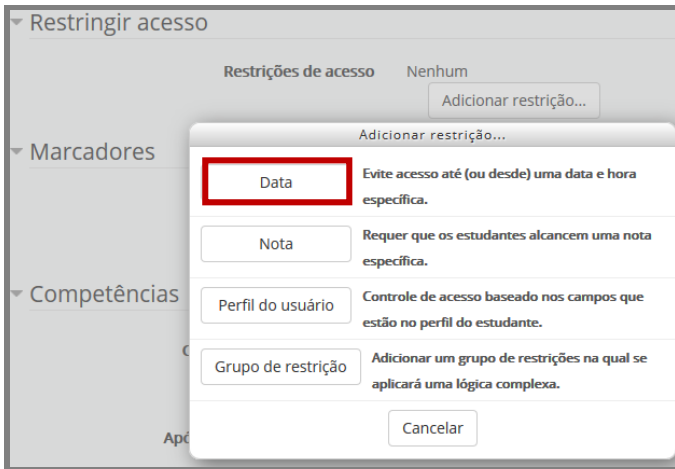 Restringir acesso
Restrições de acesso Nenhum
Adicionar restrição...
Marcadores
Competências
Adicionar restrição...
Data
Evite acesso até (ou desde) uma data e hora
específica.
Nota
Requer que os estudantes alcancem uma nota
específica.
Perfil do usuário
Controle de acesso baseado nos campos que
estão no perfil do estudante.
Grupo de restrição
Adicionar um grupo de restrições na qual se
aplicará uma lógica complexa.
Cancelar